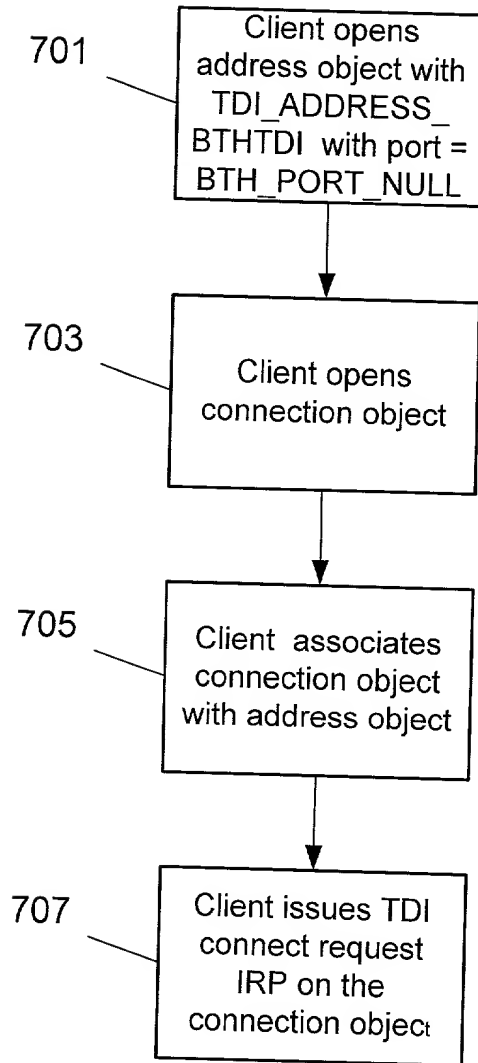 701
Client opens
address object with
TDI_ADDRESS_
BTHTDI with port =
BTH_PORT_NULL
703
Client opens
connection object
705
Client associates
connection object
with address object
707
Client issues TDI
connect request
IRP on the
connection object